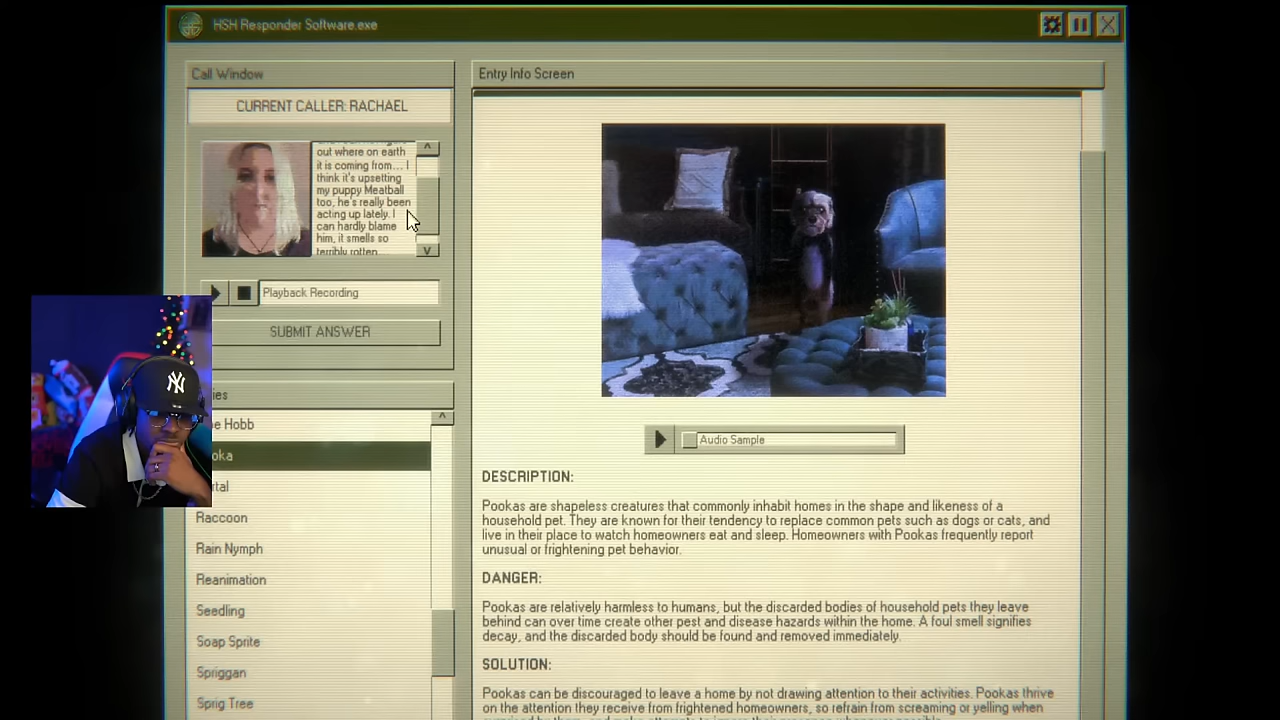 HSH Responder Software.exe
Call Window
CURRENT CALLER: RACHAEL
out where on earth
it is coming from... I
think it's upsetting
my puppy Meatball
too, he's really been
acting up lately. I
can hardly blame
him, it smells so
terribly rotten.
Playback Recording
SUBMIT ANSWER
Hobb
Raccoon
Rain Nymph
Reanimation
Seedling
Soap Sprite
Spriggan
Sprig Tree
Entry Info Screen
Audio Sample
DESCRIPTION:
Pookas are shapeless creatures that commonly inhabit homes in the shape and likeness of a
household pet. They are known for their tendency to replace common pets such as dogs or cats, and
live in their place to watch homeowners eat and sleep. Homeowners with Pookas frequently report
unusual or frightening pet behavior.
DANGER:
Pookas are relatively harmless to humans, but the discarded bodies of household pets they leave
behind can over time create other pest and disease hazards within the home. A foul smell signifies
decay, and the discarded body should be found and removed immediately.
SOLUTION:
Pookas can be discouraged to leave a home by not drawing attention to their activities. Pookas thrive
on the attention they receive from frightened homeowners, so refrain from screaming or yelling when